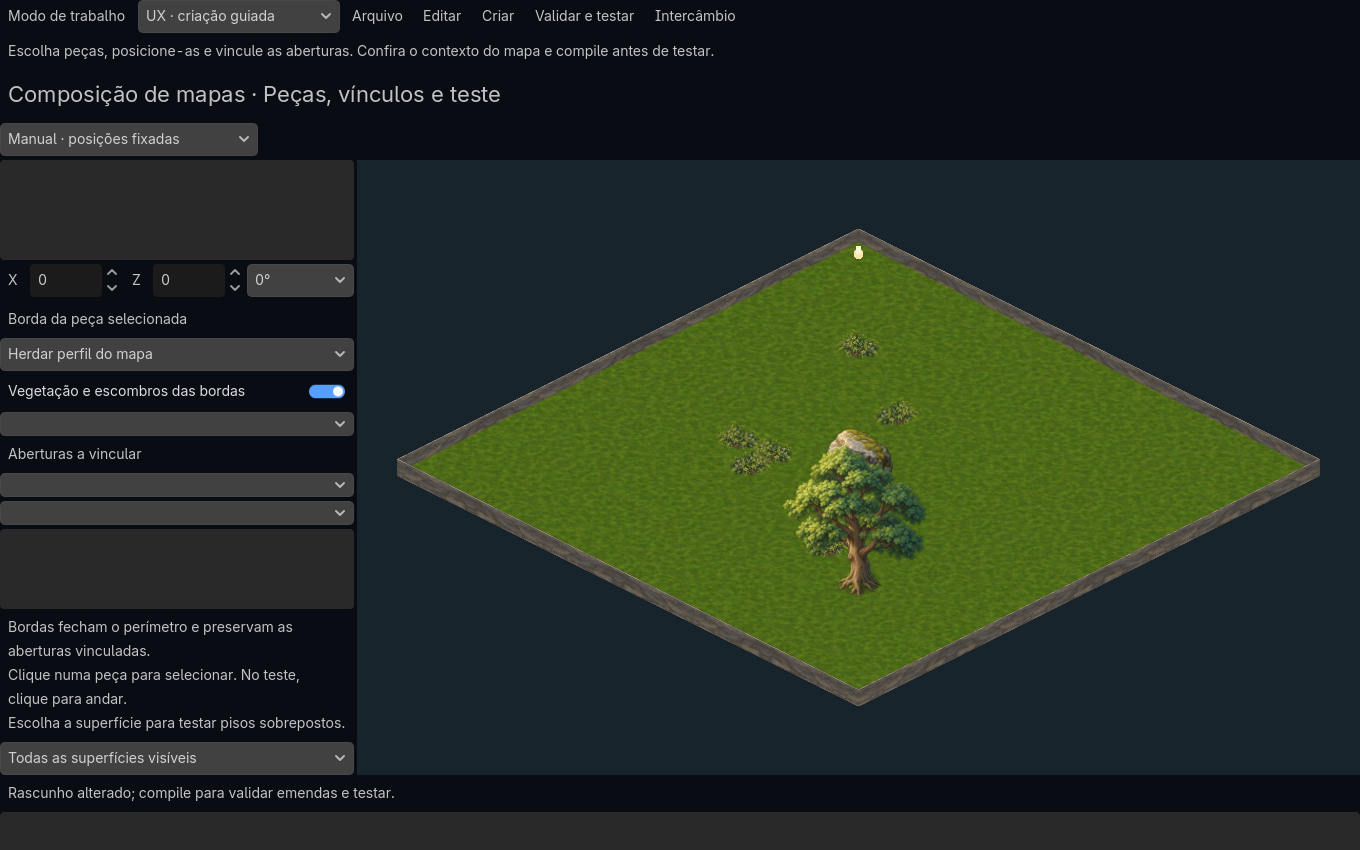 Modo de trabalho
UX · criação guiada
Arquivo
Editar
Criar
Validar e testar
Intercâmbio
Escolha peças, posicione-as e vincule as aberturas. Confira o contexto do mapa e compile antes de testar.
Composição de mapas · Peças, vínculos e teste
Manual · posições fixadas
X
0
Z
0
0°
Borda da peça selecionada
Herdar perfil do mapa
Vegetação e escombros das bordas
Aberturas a vincular
Bordas fecham o perímetro e preservam as
aberturas vinculadas.
Clique numa peça para selecionar. No teste,
clique para andar.
Escolha a superfície para testar pisos sobrepostos.
Todas as superfícies visíveis
Rascunho alterado; compile para validar emendas e testar.